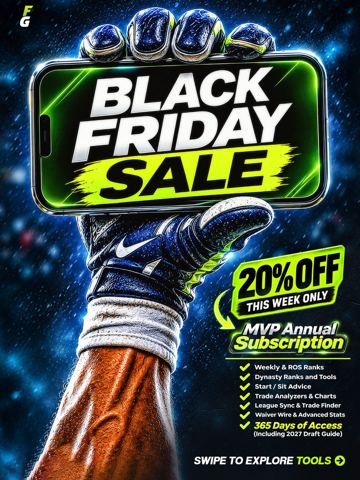 F
G
BLACK
FRIDAY
SALE
20% OFF
THIS WEEK ONLY
MVP Annual
Subscription
Weekly & ROS Ranks
Dynasty Ranks and Tools
Start / Sit Advice
Trade Analyzers & Charts
League Sync & Trade Finder
Waiver Wire & Advanced Stats
365 Days of Access
(Including 2027 Draft Guide)
SWIPE TO EXPLORE TOOLS